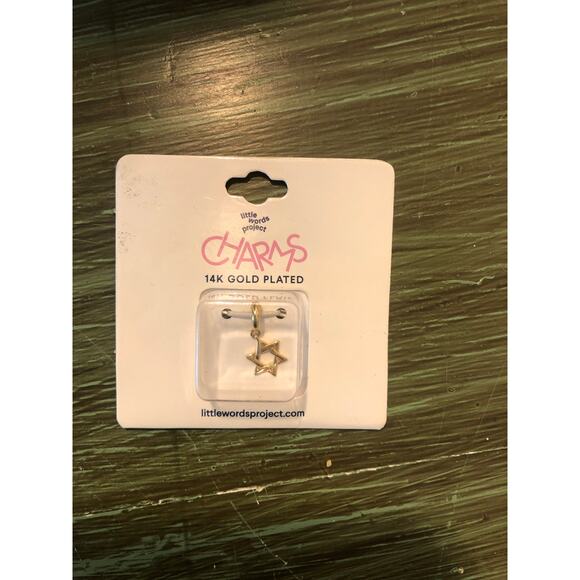 little
words
project
CHARMS
14K GOLD PLATED
littlewordsproject.com